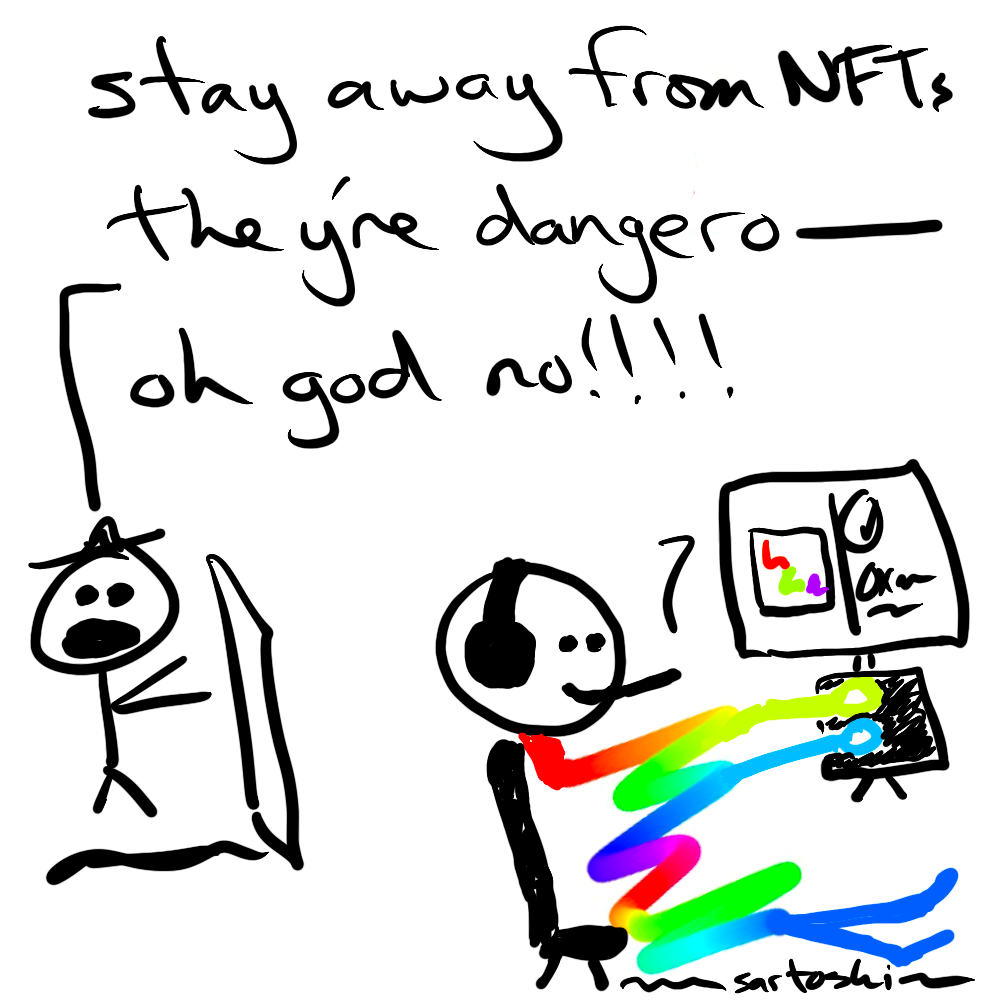 stay away from NFTs
they're dangero—
oh god no!!!!
?
0x
sartoshi